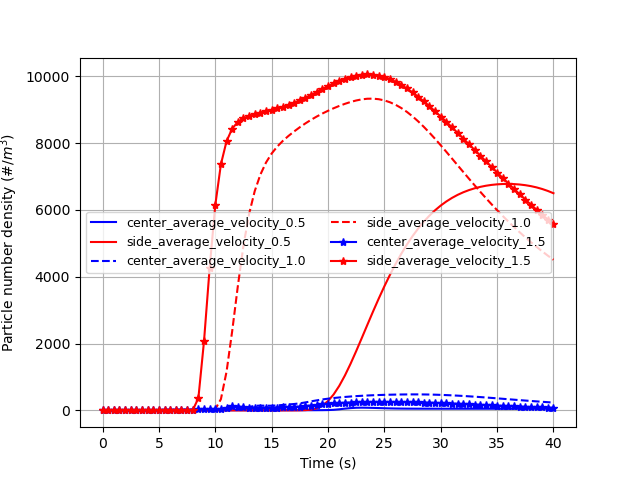 10000
8000
6000
4000
2000
0
Particle number density (#/m³)
center_average_velocity_0.5
side_average_velocity_0.5
center_average_velocity_1.0
side_average_velocity_1.0
center_average_velocity_1.5
side_average_velocity_1.5
0 5 10 15 20 25 30 35 40
Time (s)